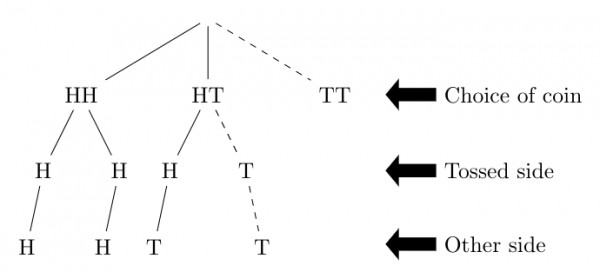 HH HT TT Choice of coin
H H H T Tossed side
H H T T Other side